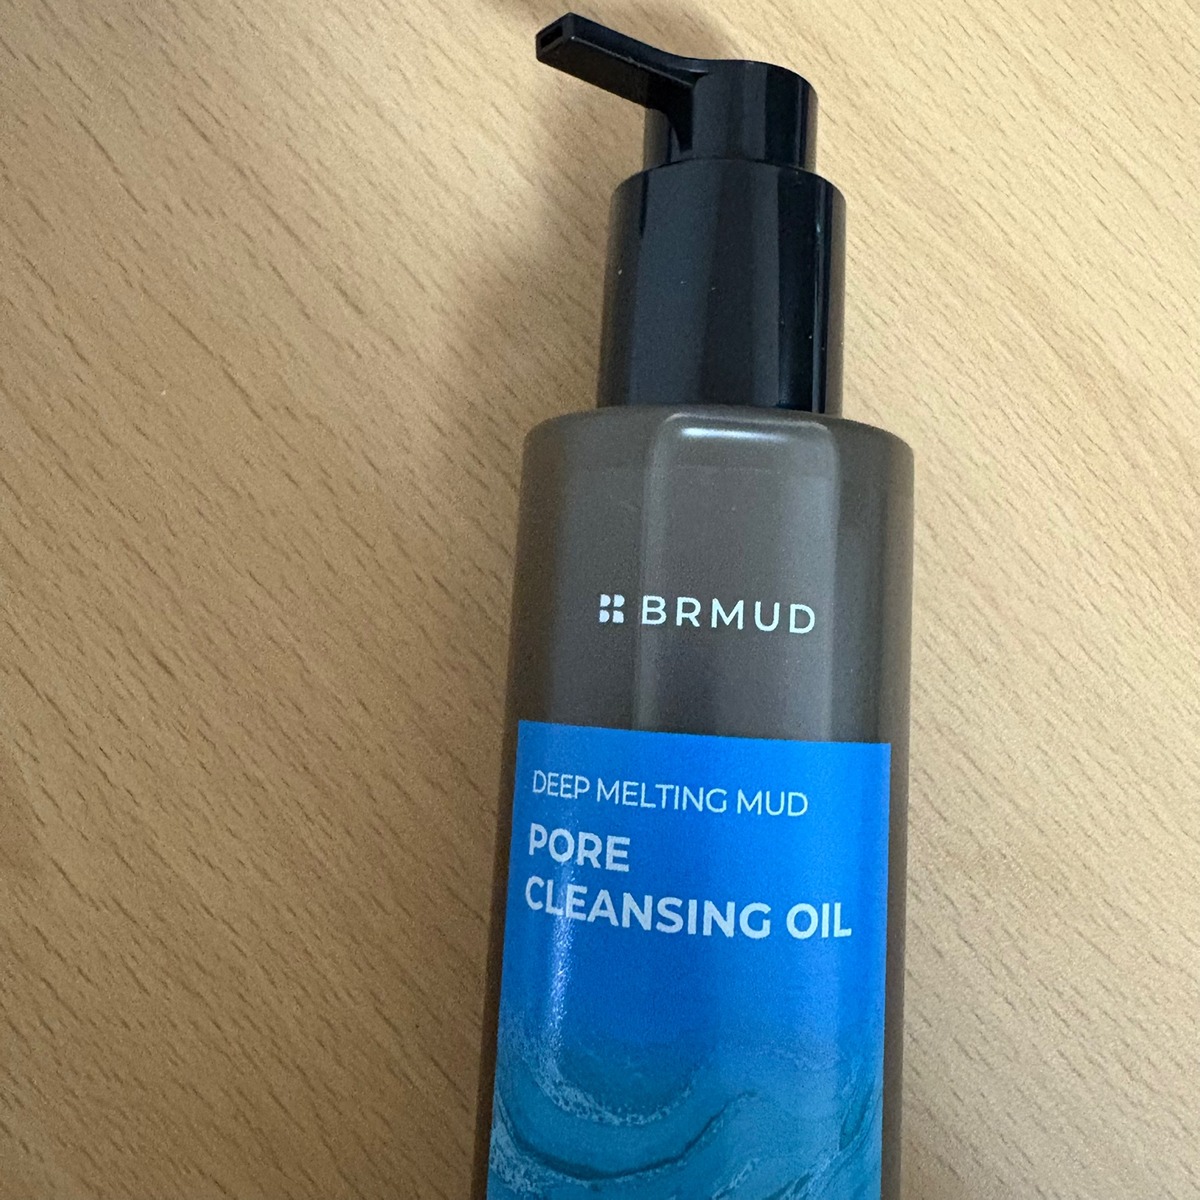 BRMUD
DEEP MELTING MUD
PORE
CLEANSING OIL